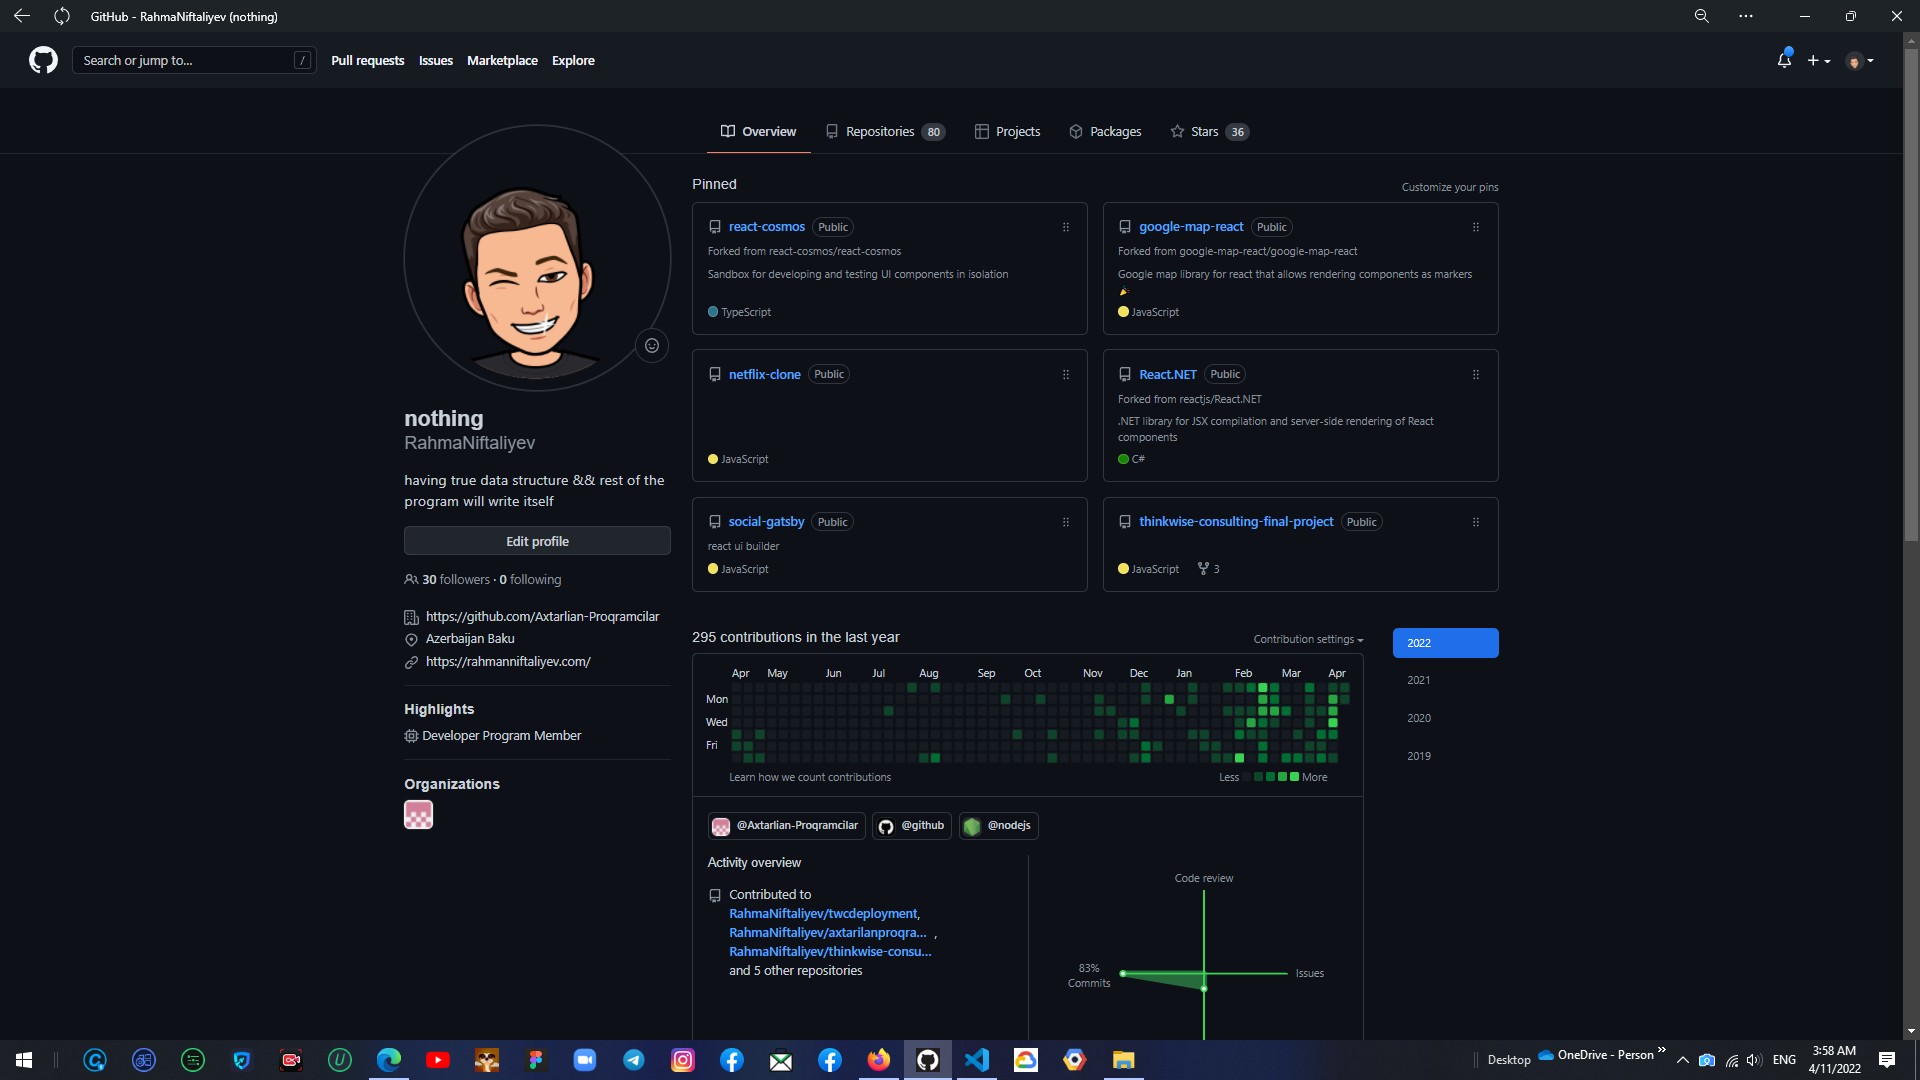 GitHub - RahmaNiftaliyev (nothing)
Search or jump to...
/
Pull requests
Issues
Marketplace
Explore
Overview
Repositories 80
Projects
Packages
Stars 36
nothing
RahmaNiftaliyev
having true data structure && rest of the
program will write itself
Edit profile
30 followers · 0 following
https://github.com/Axtarlian-Proqramcilar
Azerbaijan Baku
https://rahmanniftaliyev.com/
Highlights
Developer Program Member
Organizations
Pinned
Customize your pins
react-cosmos Public
Forked from react-cosmos/react-cosmos
Sandbox for developing and testing UI components in isolation
TypeScript
google-map-react Public
Forked from google-map-react/google-map-react
Google map library for react that allows rendering components as markers
🎉
JavaScript
netflix-clone Public
JavaScript
React.NET Public
Forked from reactjs/React.NET
.NET library for JSX compilation and server-side rendering of React
components
C#
social-gatsby Public
react ui builder
JavaScript
thinkwise-consulting-final-project Public
JavaScript 3
295 contributions in the last year
Contribution settings
2022
2021
2020
2019
Apr May Jun Jul Aug Sep Oct Nov Dec Jan Feb Mar Apr
Mon
Wed
Fri
Learn how we count contributions
Less More
@Axtarlian-Proqramcilar
@github
@nodejs
Activity overview
Contributed to
RahmaNiftaliyev/twcdeployment,
RahmaNiftaliyev/axtarilanproqra... ,
RahmaNiftaliyev/thinkwise-consu...
and 5 other repositories
Code review
83%
Commits
Issues
Desktop
OneDrive - Person
ENG
3:58 AM
4/11/2022